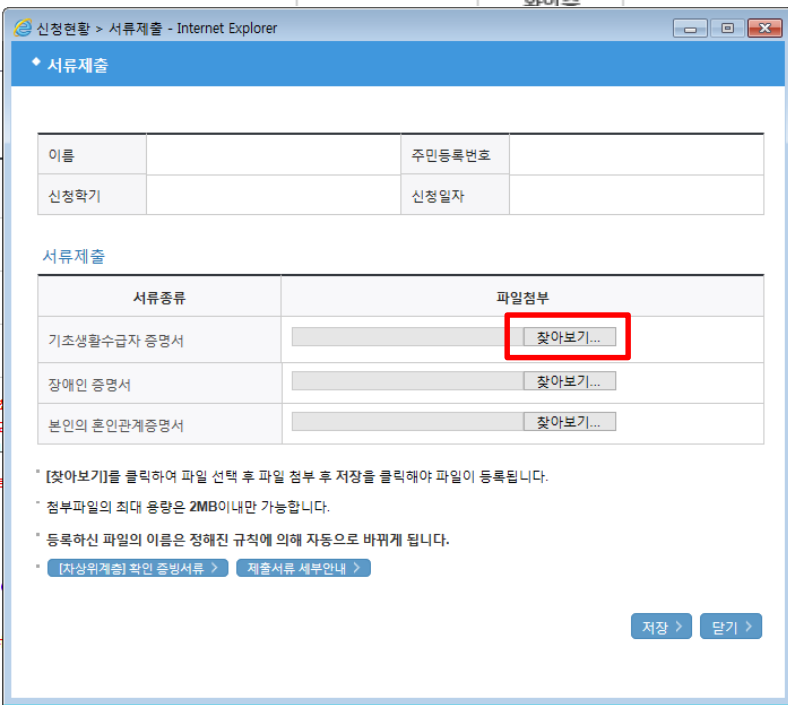 신청현황 > 서류제출 - Internet Explorer
서류제출
이름 주민등록번호
신청학기 신청일자
서류제출
서류종류 파일첨부
기초생활수급자 증명서 찾아보기...
장애인 증명서 찾아보기...
본인의 혼인관계증명서 찾아보기...
[찾아보기]를 클릭하여 파일 선택 후 파일 첨부 후 저장을 클릭해야 파일이 등록됩니다.
첨부파일의 최대 용량은 2MB이내만 가능합니다.
등록하신 파일의 이름은 정해진 규칙에 의해 자동으로 바뀌게 됩니다.
[차상위계층] 확인 증빙서류 > 제출서류 세부안내 >
저장 > 닫기 >